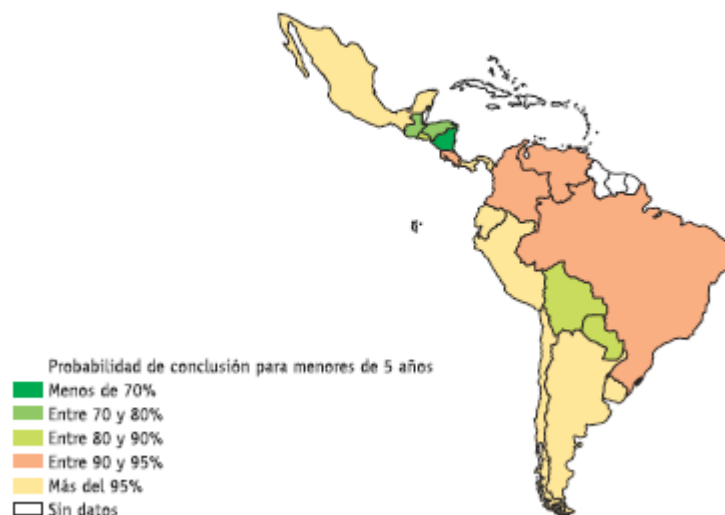 Probabilidad de conclusión para menores de 5 años
Menos de 70%
Entre 70 y 80%
Entre 80 y 90%
Entre 90 y 95%
Más del 95%
Sin datos